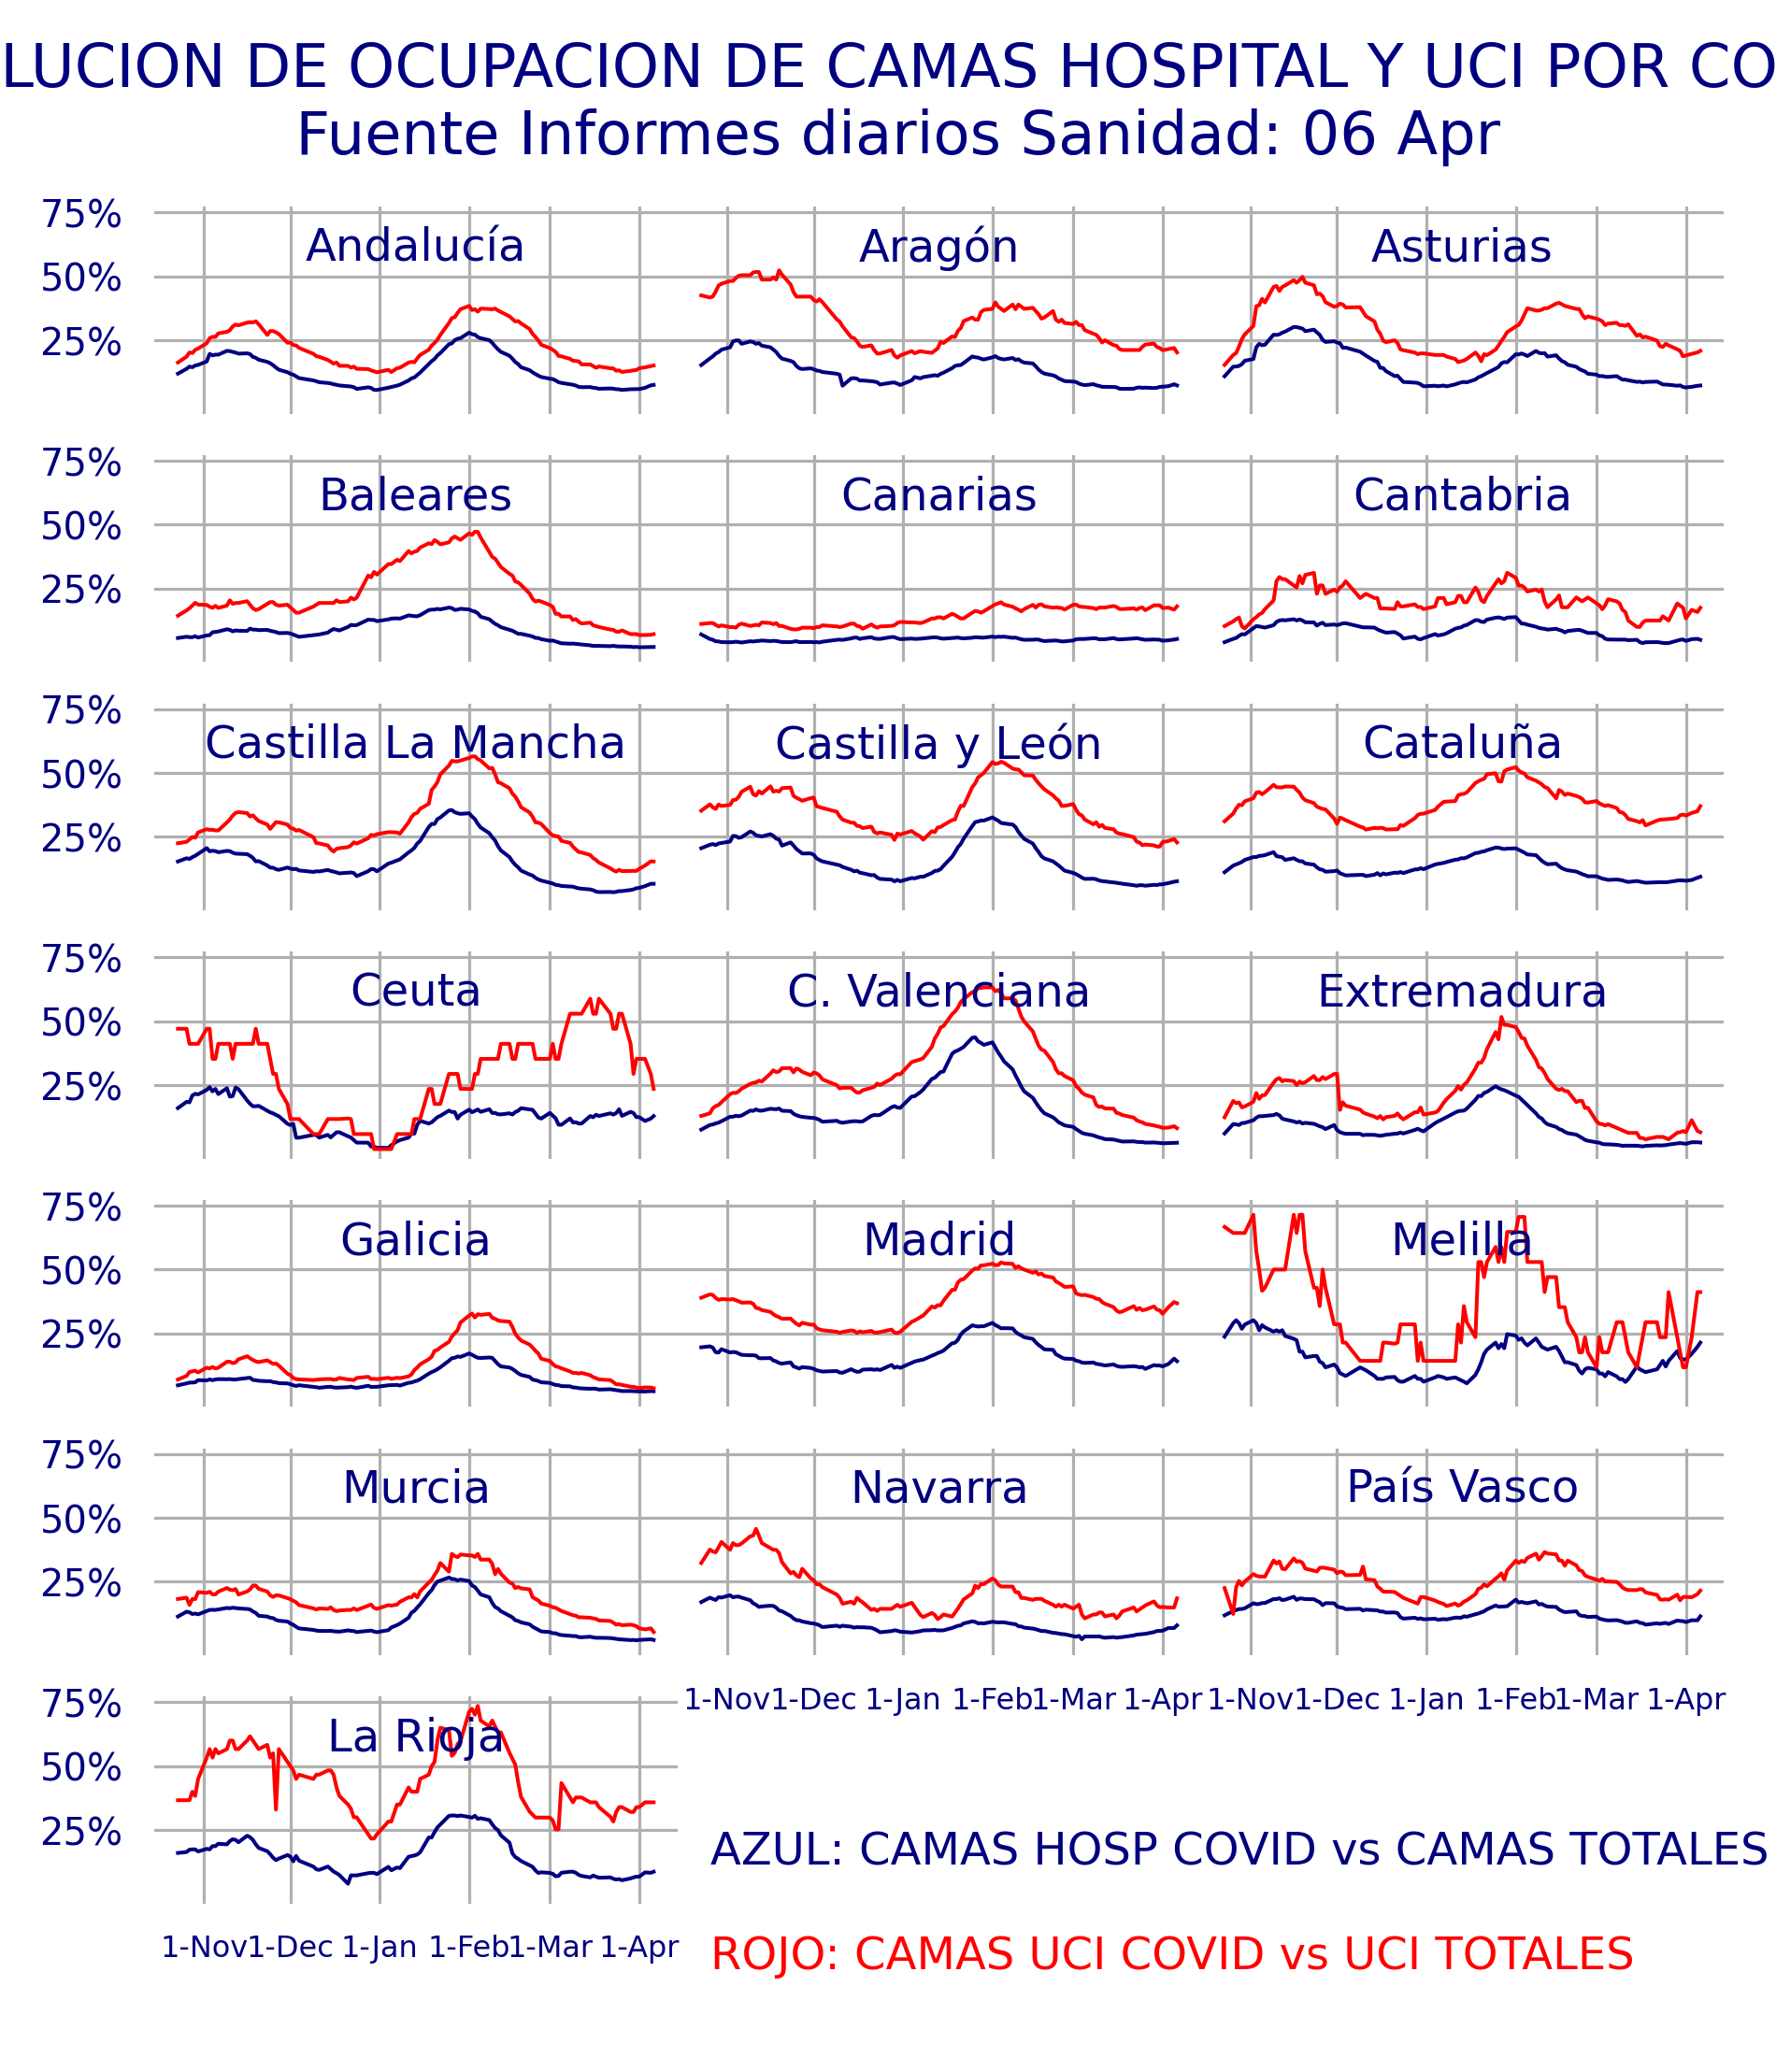 LUCION DE OCUPACION DE CAMAS HOSPITAL Y UCI POR CO
Fuente Informes diarios Sanidad: 06 Apr
75%
50%
25%
Andalucía
Aragón
Asturias
75%
50%
25%
Baleares
Canarias
Cantabria
75%
50%
25%
Castilla La Mancha
Castilla y León
Cataluña
75%
50%
25%
Ceuta
C. Valenciana
Extremadura
75%
50%
25%
Galicia
Madrid
Melilla
75%
50%
25%
Murcia
Navarra
País Vasco
1-Nov 1-Dec 1-Jan 1-Feb 1-Mar 1-Apr
1-Nov 1-Dec 1-Jan 1-Feb 1-Mar 1-Apr
75%
50%
25%
La Rioja
1-Nov 1-Dec 1-Jan 1-Feb 1-Mar 1-Apr
AZUL: CAMAS HOSP COVID vs CAMAS TOTALES
ROJO: CAMAS UCI COVID vs UCI TOTALES